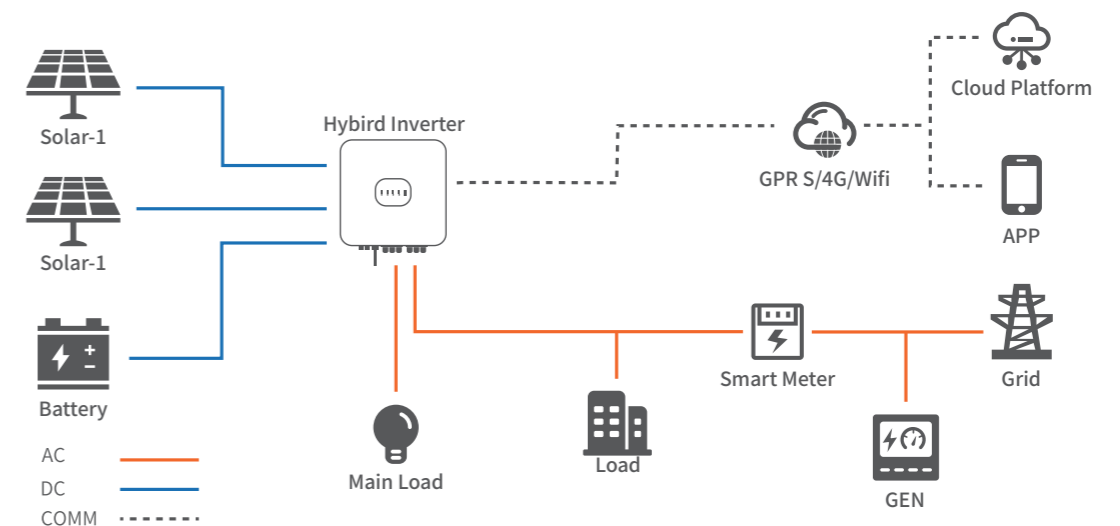 Solar-1
Hybird Inverter
Cloud Platform
GPR S/4G/Wifi
Solar-1
APP
Battery
Smart Meter
Grid
Main Load
Load
GEN
AC
DC
COMM